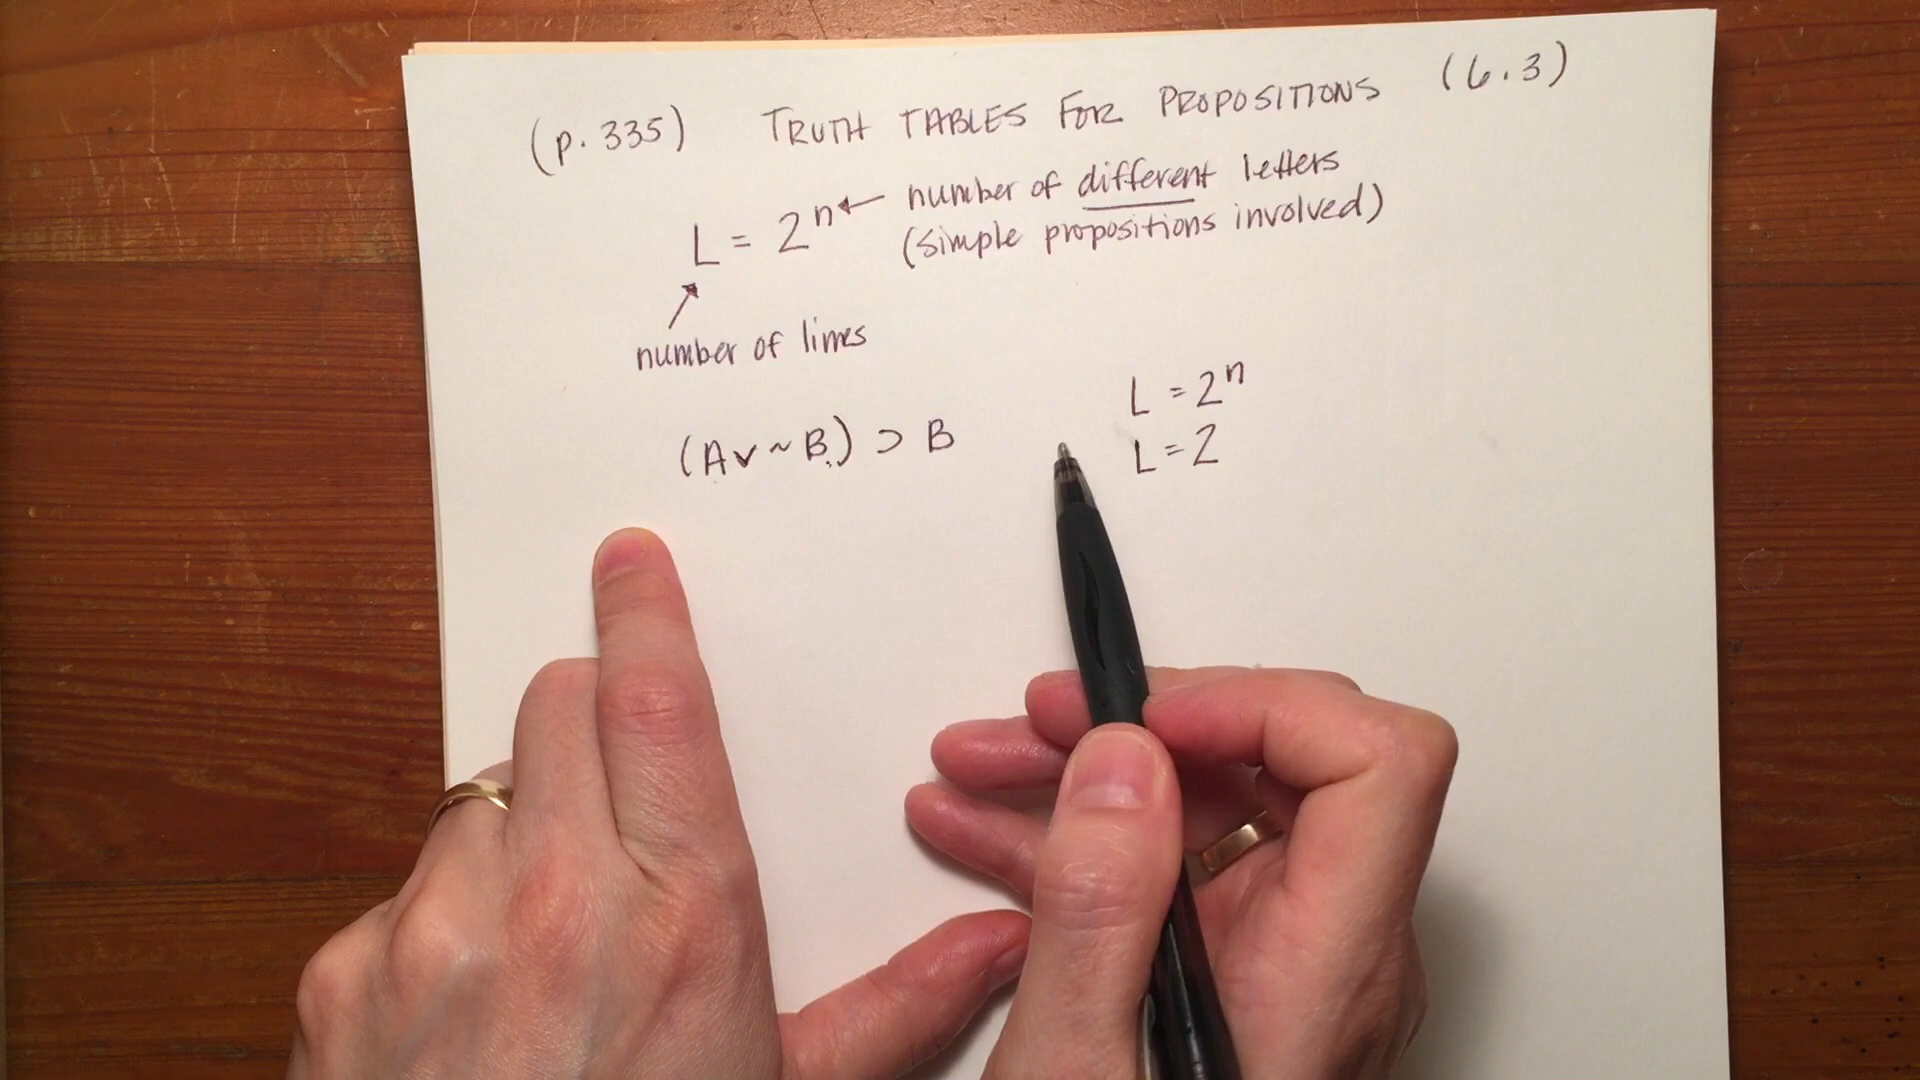 (p. 335) TRUTH TABLES FOR PROPOSITIONS (6.3)
L = 2ⁿ ← number of different letters
(simple propositions involved)
number of lines
(A v ~ B) ⊃ B
L = 2ⁿ
L = 2